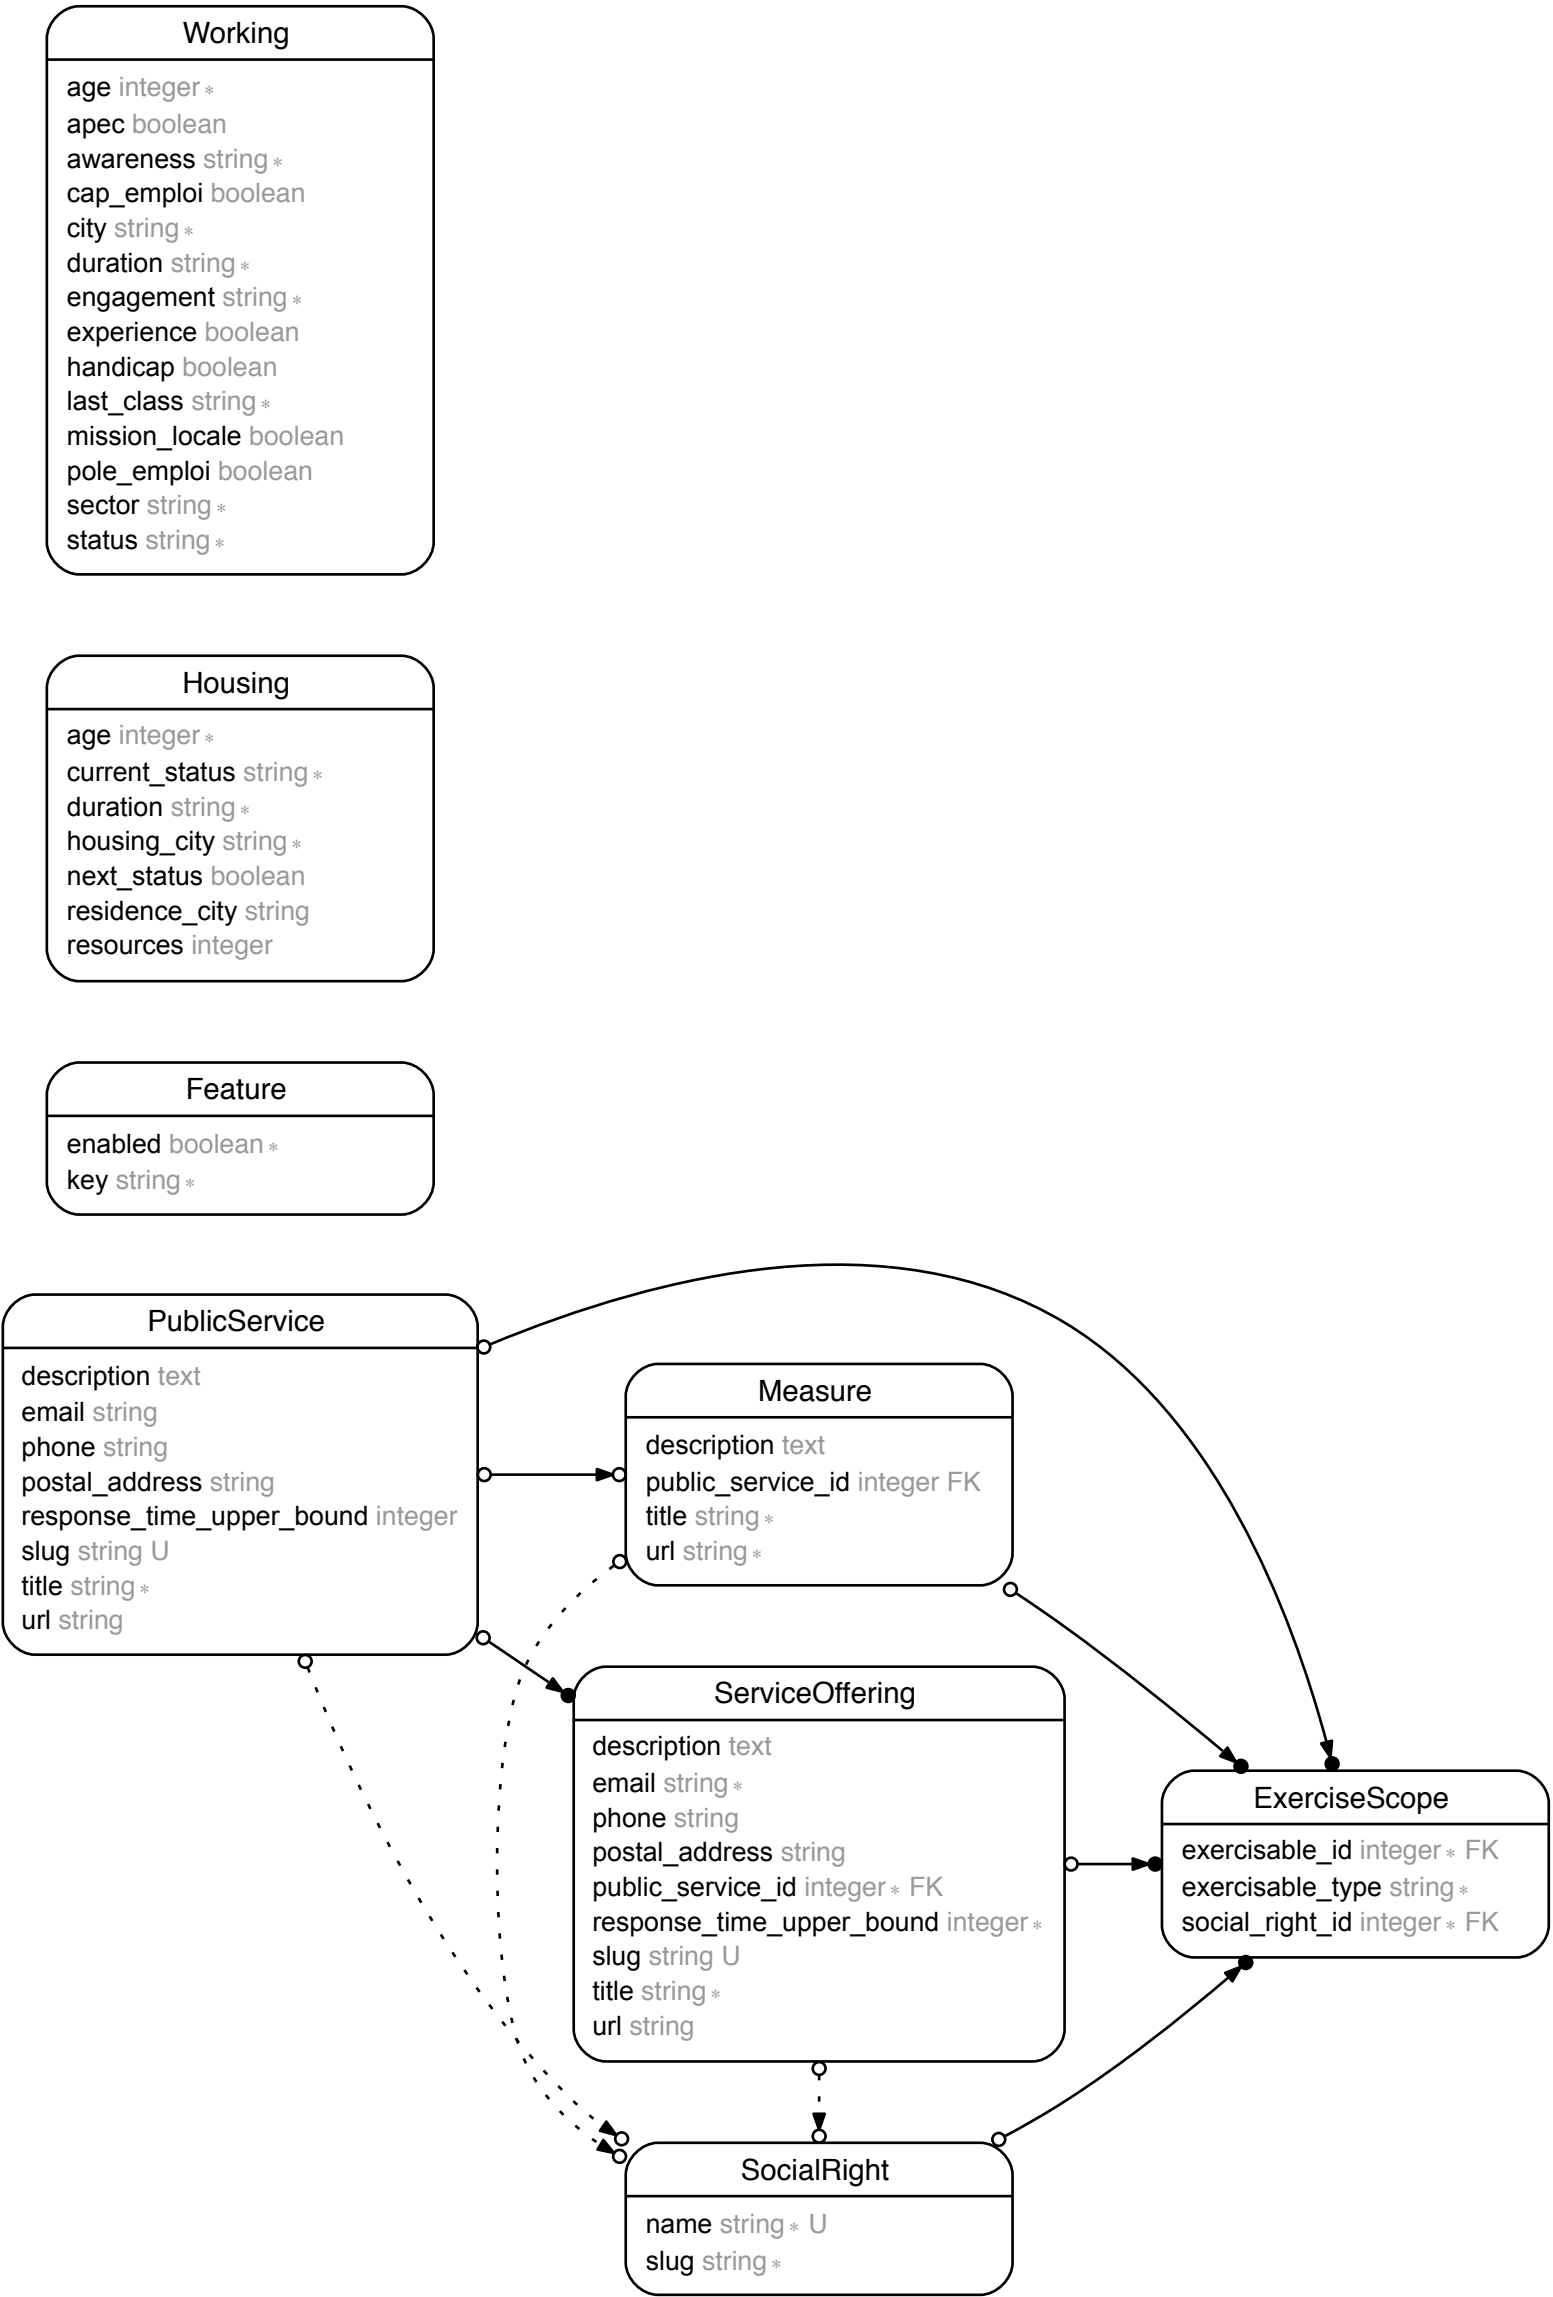 Working
age integer ∗
apec boolean
awareness string ∗
cap_emploi boolean
city string ∗
duration string ∗
engagement string ∗
experience boolean
handicap boolean
last_class string ∗
mission_locale boolean
pole_emploi boolean
sector string ∗
status string ∗
Housing
age integer ∗
current_status string ∗
duration string ∗
housing_city string ∗
next_status boolean
residence_city string
resources integer
Feature
enabled boolean ∗
key string ∗
PublicService
description text
email string
phone string
postal_address string
response_time_upper_bound integer
slug string U
title string ∗
url string
Measure
description text
public_service_id integer FK
title string ∗
url string ∗
ServiceOffering
description text
email string ∗
phone string
postal_address string
public_service_id integer ∗ FK
response_time_upper_bound integer ∗
slug string U
title string ∗
url string
ExerciseScope
exercisable_id integer ∗ FK
exercisable_type string ∗
social_right_id integer ∗ FK
SocialRight
name string ∗ U
slug string ∗